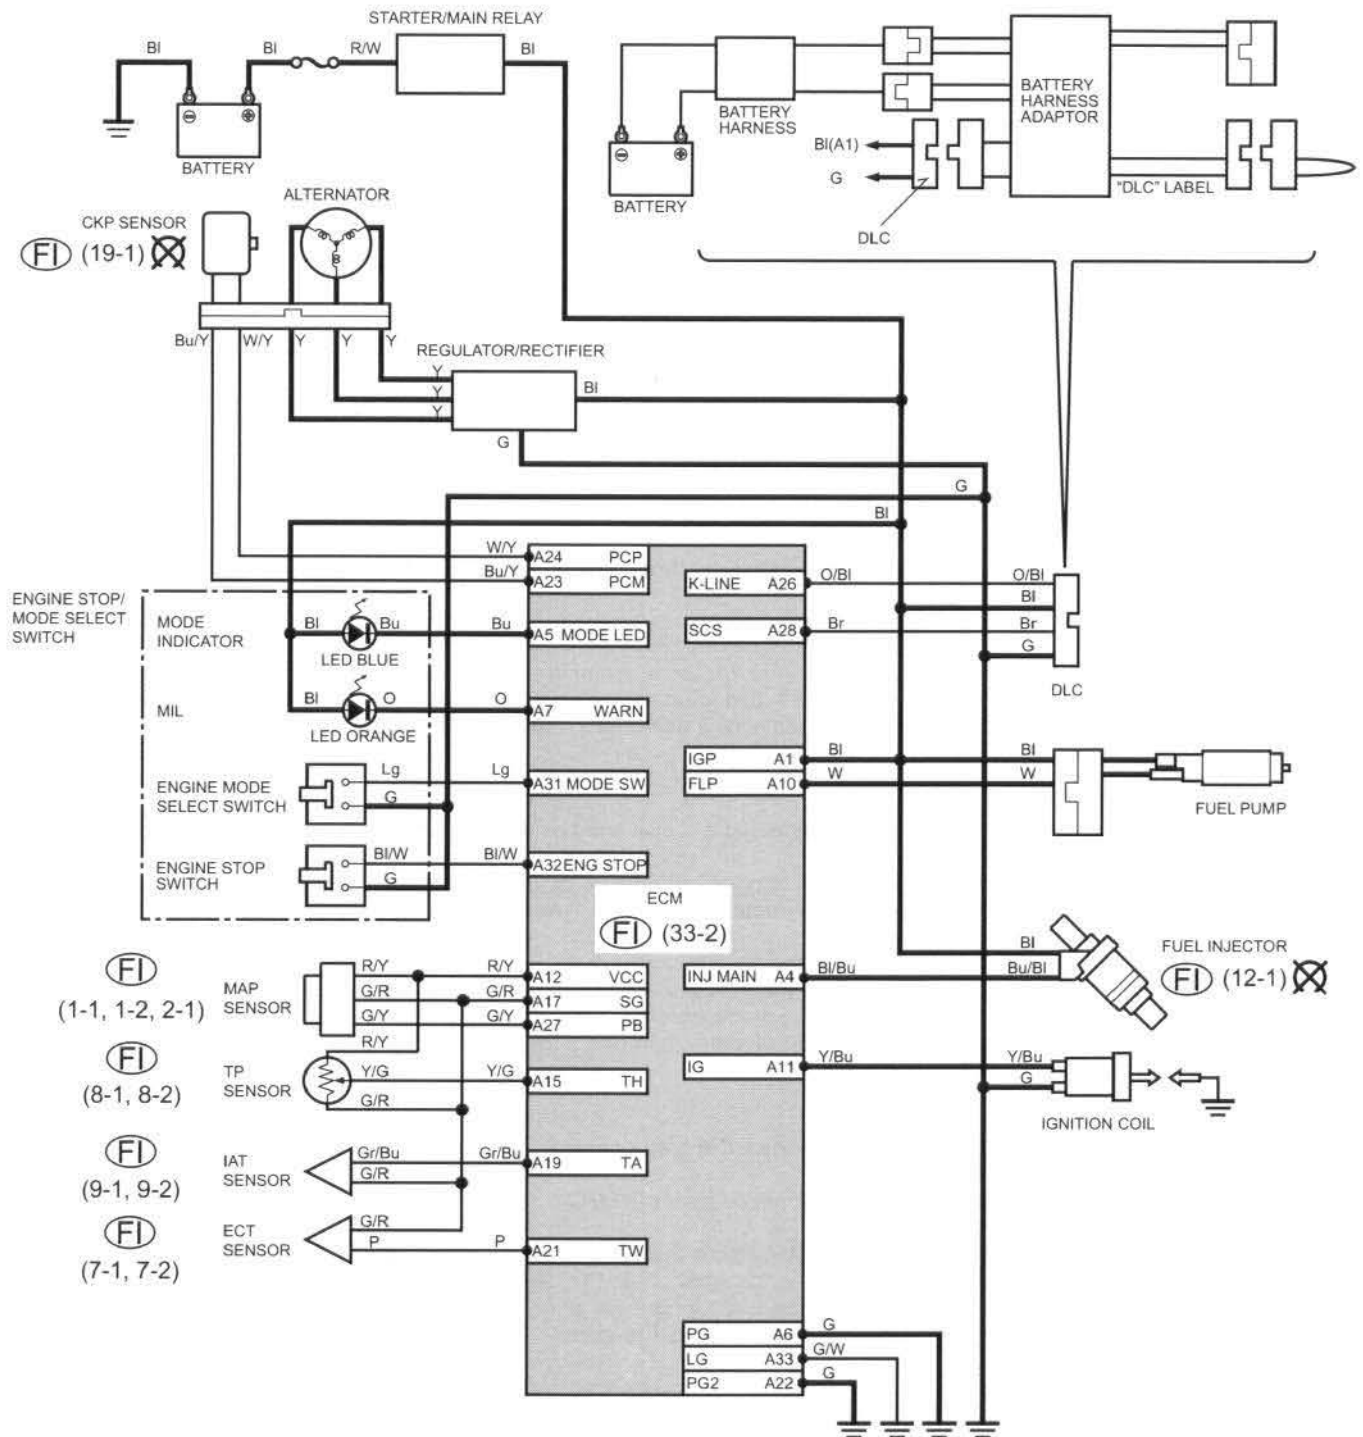 STARTER/MAIN RELAY
Bl Bl R/W Bl
⊖ ⊕
BATTERY
BATTERY HARNESS
BATTERY HARNESS ADAPTOR
⊖ ⊕
BATTERY
Bl(A1)
G
DLC
"DLC" LABEL
CKP SENSOR
FI (19-1)
ALTERNATOR
Bu/Y W/Y Y Y Y
REGULATOR/RECTIFIER
Y
Y
Y
Bl
G
G
Bl
ENGINE STOP/
MODE SELECT
SWITCH
MODE
INDICATOR
Bl Bu Bu
LED BLUE
MIL
Bl O O
LED ORANGE
ENGINE MODE
SELECT SWITCH
Lg Lg
G
ENGINE STOP
SWITCH
Bl/W Bl/W
G
W/Y A24 PCP
Bu/Y A23 PCM
A5 MODE LED
A7 WARN
A31 MODE SW
A32 ENG STOP
ECM
FI (33-2)
K-LINE A26 O/Bl O/Bl
Bl
SCS A28 Br Br
G
DLC
IGP A1 Bl Bl
FLP A10 W W
FUEL PUMP
Bl
INJ MAIN A4 Bl/Bu Bu/Bl
FUEL INJECTOR
FI (12-1)
IG A11 Y/Bu Y/Bu
G
IGNITION COIL
FI
(1-1, 1-2, 2-1)
MAP
SENSOR
R/Y R/Y A12 VCC
G/R G/R A17 SG
G/Y G/Y A27 PB
FI
(8-1, 8-2)
TP
SENSOR
R/Y
Y/G Y/G A15 TH
G/R
FI
(9-1, 9-2)
IAT
SENSOR
Gr/Bu Gr/Bu A19 TA
G/R
FI
(7-1, 7-2)
ECT
SENSOR
G/R
P P A21 TW
PG A6 G
LG A33 G/W
PG2 A22 G